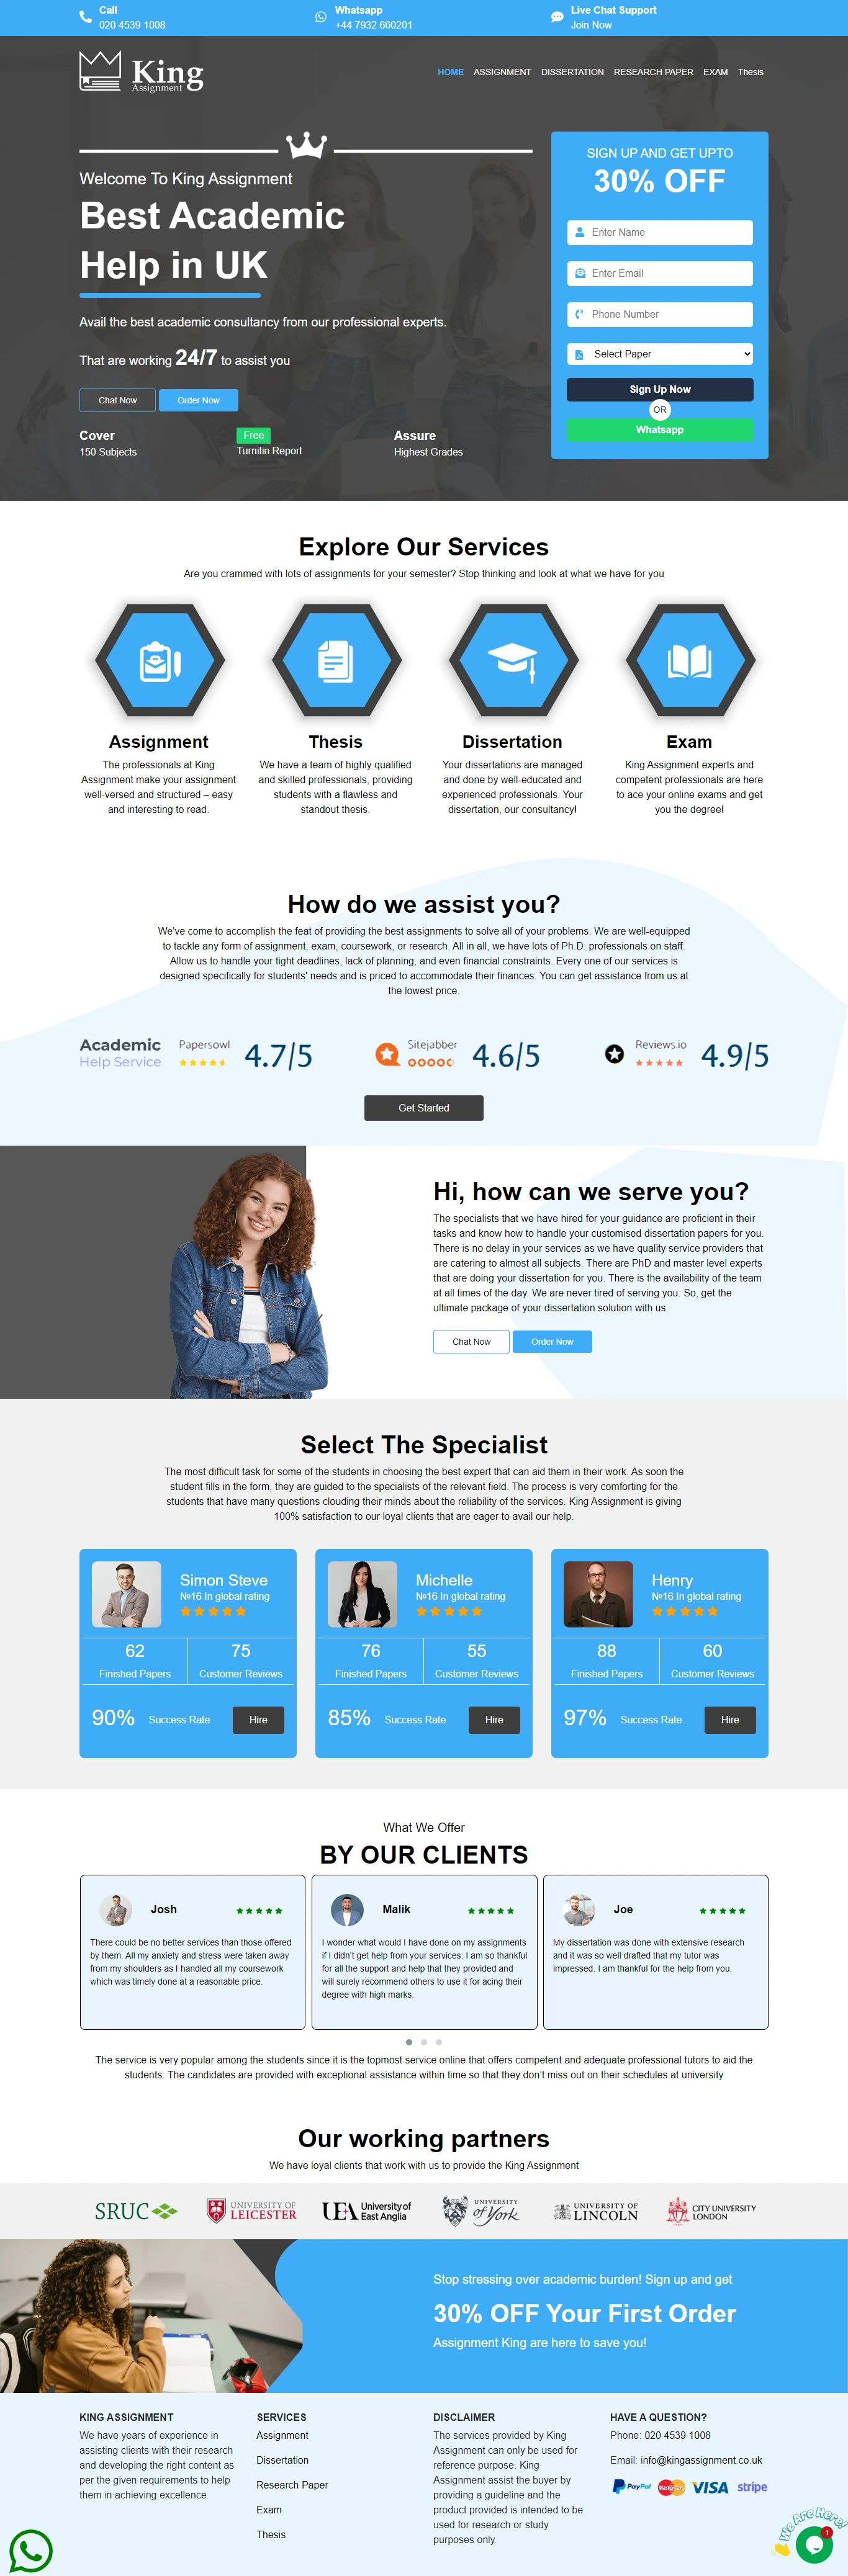 Call
020 4539 1008
Whatsapp
+44 7932 660201
Live Chat Support
Join Now
King
Assignment
HOME ASSIGNMENT DISSERTATION RESEARCH PAPER EXAM Thesis
Welcome To King Assignment
Best Academic
Help in UK
Avail the best academic consultancy from our professional experts.
That are working 24/7 to assist you
Chat Now Order Now
Cover
150 Subjects
Free
Turnitin Report
Assure
Highest Grades
SIGN UP AND GET UPTO
30% OFF
Enter Name
Enter Email
Phone Number
Select Paper
Sign Up Now
OR
Whatsapp
Explore Our Services
Are you crammed with lots of assignments for your semester? Stop thinking and look at what we have for you
Assignment
The professionals at King
Assignment make your assignment
well-versed and structured – easy
and interesting to read.
Thesis
We have a team of highly qualified
and skilled professionals, providing
students with a flawless and
standout thesis.
Dissertation
Your dissertations are managed
and done by well-educated and
experienced professionals. Your
dissertation, our consultancy!
Exam
King Assignment experts and
competent professionals are here
to ace your online exams and get
you the degree!
How do we assist you?
We've come to accomplish the feat of providing the best assignments to solve all of your problems. We are well-equipped
to tackle any form of assignment, exam, coursework, or research. All in all, we have lots of Ph.D. professionals on staff.
Allow us to handle your tight deadlines, lack of planning, and even financial constraints. Every one of our services is
designed specifically for students' needs and is priced to accommodate their finances. You can get assistance from us at
the lowest price.
Academic
Help Service
Papersowl
4.7/5
Sitejabber
4.6/5
Reviews.io
4.9/5
Get Started
Hi, how can we serve you?
The specialists that we have hired for your guidance are proficient in their
tasks and know how to handle your customised dissertation papers for you.
There is no delay in your services as we have quality service providers that
are catering to almost all subjects. There are PhD and master level experts
that are doing your dissertation for you. There is the availability of the team
at all times of the day. We are never tired of serving you. So, get the
ultimate package of your dissertation solution with us.
Chat Now Order Now
Select The Specialist
The most difficult task for some of the students in choosing the best expert that can aid them in their work. As soon the
student fills in the form, they are guided to the specialists of the relevant field. The process is very comforting for the
students that have many questions clouding their minds about the reliability of the services. King Assignment is giving
100% satisfaction to our loyal clients that are eager to avail our help.
Simon Steve
№16 In global rating
62
Finished Papers
75
Customer Reviews
90% Success Rate Hire
Michelle
№16 In global rating
76
Finished Papers
55
Customer Reviews
85% Success Rate Hire
Henry
№16 In global rating
88
Finished Papers
60
Customer Reviews
97% Success Rate Hire
What We Offer
BY OUR CLIENTS
Josh
There could be no better services than those offered
by them. All my anxiety and stress were taken away
from my shoulders as I handled all my coursework
which was timely done at a reasonable price.
Malik
I wonder what would I have done on my assignments
if I didn't get help from your services. I am so thankful
for all the support and help that they provided and
will surely recommend others to use it for acing their
degree with high marks.
Joe
My dissertation was done with extensive research
and it was so well drafted that my tutor was
impressed. I am thankful for the help from you.
The service is very popular among the students since it is the topmost service online that offers competent and adequate professional tutors to aid the
students. The candidates are provided with exceptional assistance within time so that they don't miss out on their schedules at university
Our working partners
We have loyal clients that work with us to provide the King Assignment
SRUC
UNIVERSITY OF
LEICESTER
UEA University of
East Anglia
UNIVERSITY
of York
UNIVERSITY OF
LINCOLN
CITY UNIVERSITY
LONDON
Stop stressing over academic burden! Sign up and get
30% OFF Your First Order
Assignment King are here to save you!
KING ASSIGNMENT
We have years of experience in
assisting clients with their research
and developing the right content as
per the given requirements to help
them in achieving excellence.
SERVICES
Assignment
Dissertation
Research Paper
Exam
Thesis
DISCLAIMER
The services provided by King
Assignment can only be used for
reference purpose. King
Assignment assist the buyer by
providing a guideline and the
product provided is intended to be
used for research or study
purposes only.
HAVE A QUESTION?
Phone: 020 4539 1008
Email: info@kingassignment.co.uk
PayPal MasterCard VISA stripe
We Are Here!
1